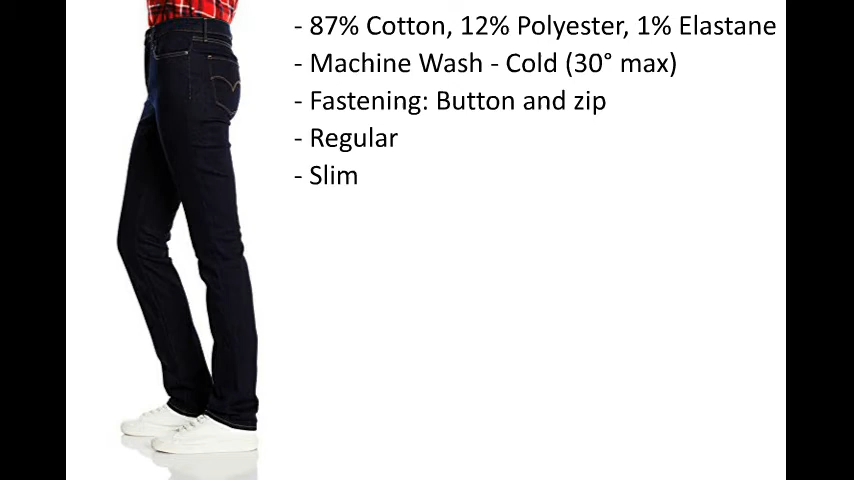 - 87% Cotton, 12% Polyester, 1% Elastane
- Machine Wash - Cold (30° max)
- Fastening: Button and zip
- Regular
- Slim